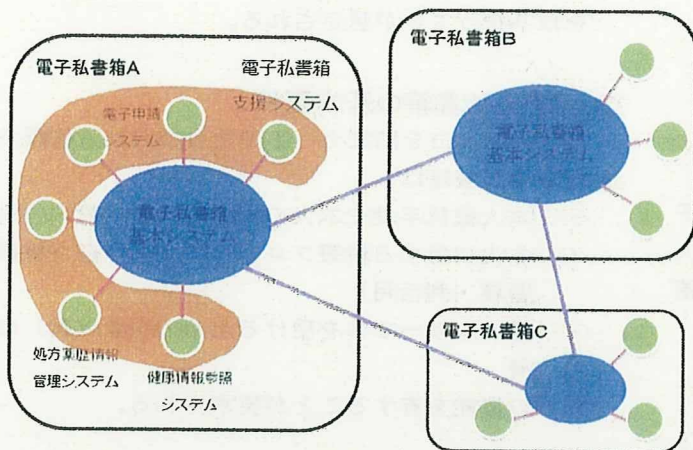 電子私書箱A
電子私書箱
支援システム
電子申請
システム
電子私書箱
基本システム
処方薬歴情報
管理システム
健康情報参照
システム
電子私書箱B
電子私書箱
基本システム
電子私書箱C